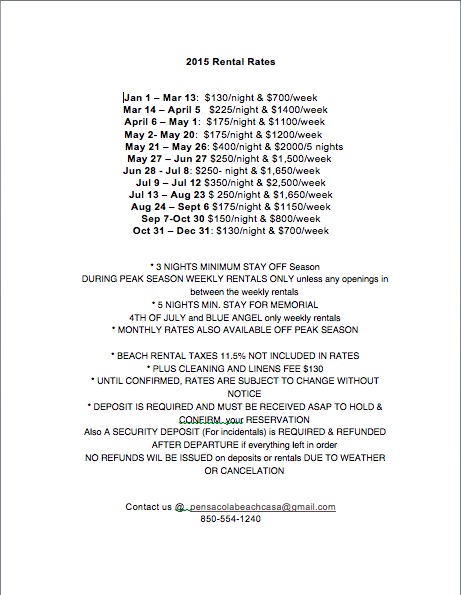 2015 Rental Rates
Jan 1 – Mar 13:  $130/night & $700/week
Mar 14 – April 5   $225/night & $1400/week
April 6 – May 1:  $175/night & $1100/week
May 2- May 20:  $175/night & $1200/week
May 21 – May 26: $400/night & $2000/5 nights
May 27 – Jun 27 $250/night & $1,500/week
Jun 28 - Jul 8: $250- night & $1,650/week
Jul 9 – Jul 12 $350/night & $2,500/week
Jul 13 – Aug 23 $ 250/night & $1,650/week
Aug 24 – Sept 6 $175/night & $1150/week
Sep 7-Oct 30 $150/night & $800/week
Oct 31 – Dec 31: $130/night & $700/week
* 3 NIGHTS MINIMUM STAY OFF Season
DURING PEAK SEASON WEEKLY RENTALS ONLY unless any openings in
between the weekly rentals
* 5 NIGHTS MIN. STAY FOR MEMORIAL
4TH OF JULY and BLUE ANGEL only weekly rentals
* MONTHLY RATES ALSO AVAILABLE OFF PEAK SEASON
* BEACH RENTAL TAXES 11.5% NOT INCLUDED IN RATES
* PLUS CLEANING AND LINENS FEE $130
* UNTIL CONFIRMED, RATES ARE SUBJECT TO CHANGE WITHOUT
NOTICE
* DEPOSIT IS REQUIRED AND MUST BE RECEIVED ASAP TO HOLD &
CONFIRM  your RESERVATION
Also A SECURITY DEPOSIT (For incidentals) is REQUIRED & REFUNDED
AFTER DEPARTURE if everything left in order
NO REFUNDS WIL BE ISSUED on deposits or rentals DUE TO WEATHER
OR CANCELATION
Contact us @  pensacolabeachcasa@gmail.com
850-554-1240